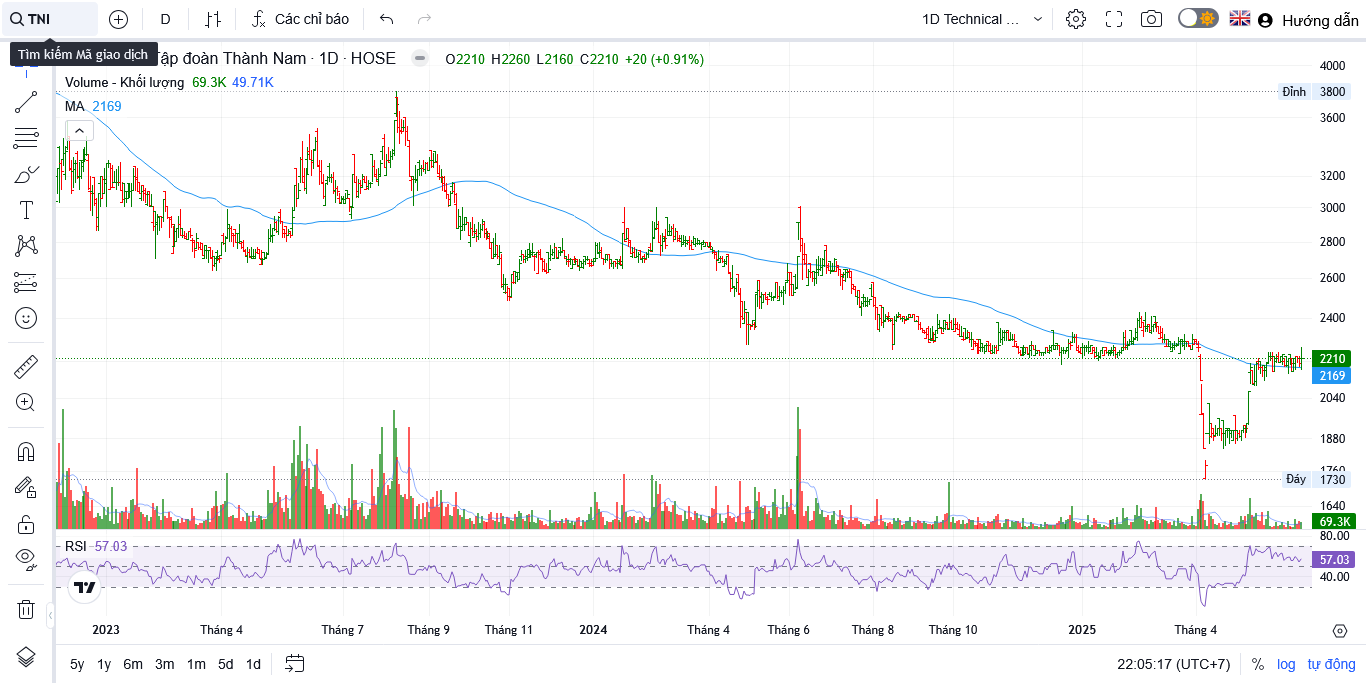 TNI
D
Các chỉ báo
1D Technical ...
Hướng dẫn
Tìm kiếm Mã giao dịch
Tập đoàn Thành Nam · 1D · HOSE
O2210 H2260 L2160 C2210 +20 (+0.91%)
Volume - Khối lượng 69.3K 49.71K
MA 2169
4000
Đỉnh 3800
3600
3200
3000
2800
2600
2400
2210
2169
2040
1880
1760
Đáy 1730
1640
69.3K
80.00
RSI 57.03
57.03
40.00
2023 Tháng 4 Tháng 7 Tháng 9 Tháng 11 2024 Tháng 4 Tháng 6 Tháng 8 Tháng 10 2025 Tháng 4
5y 1y 6m 3m 1m 5d 1d
22:05:17 (UTC+7) % log tự động